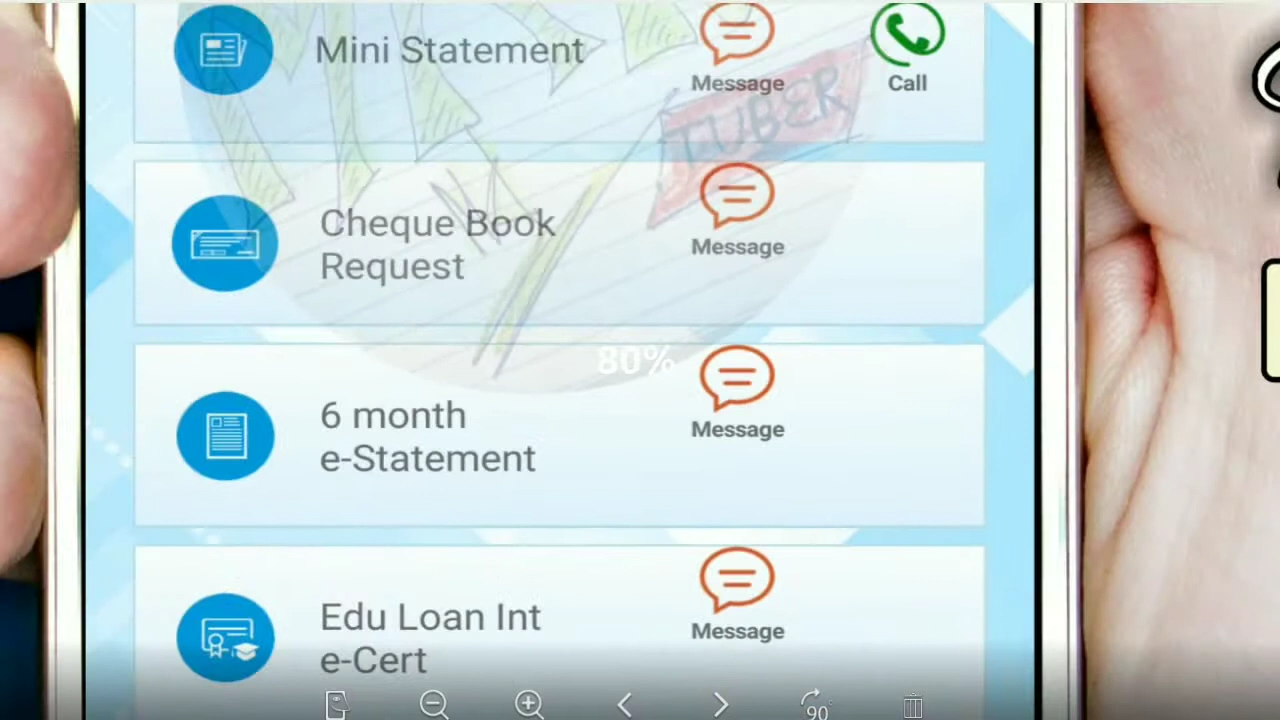 Mini Statement
Message
Call
TUBER
Cheque Book
Request
Message
80%
6 month
e-Statement
Message
Edu Loan Int
e-Cert
Message
90